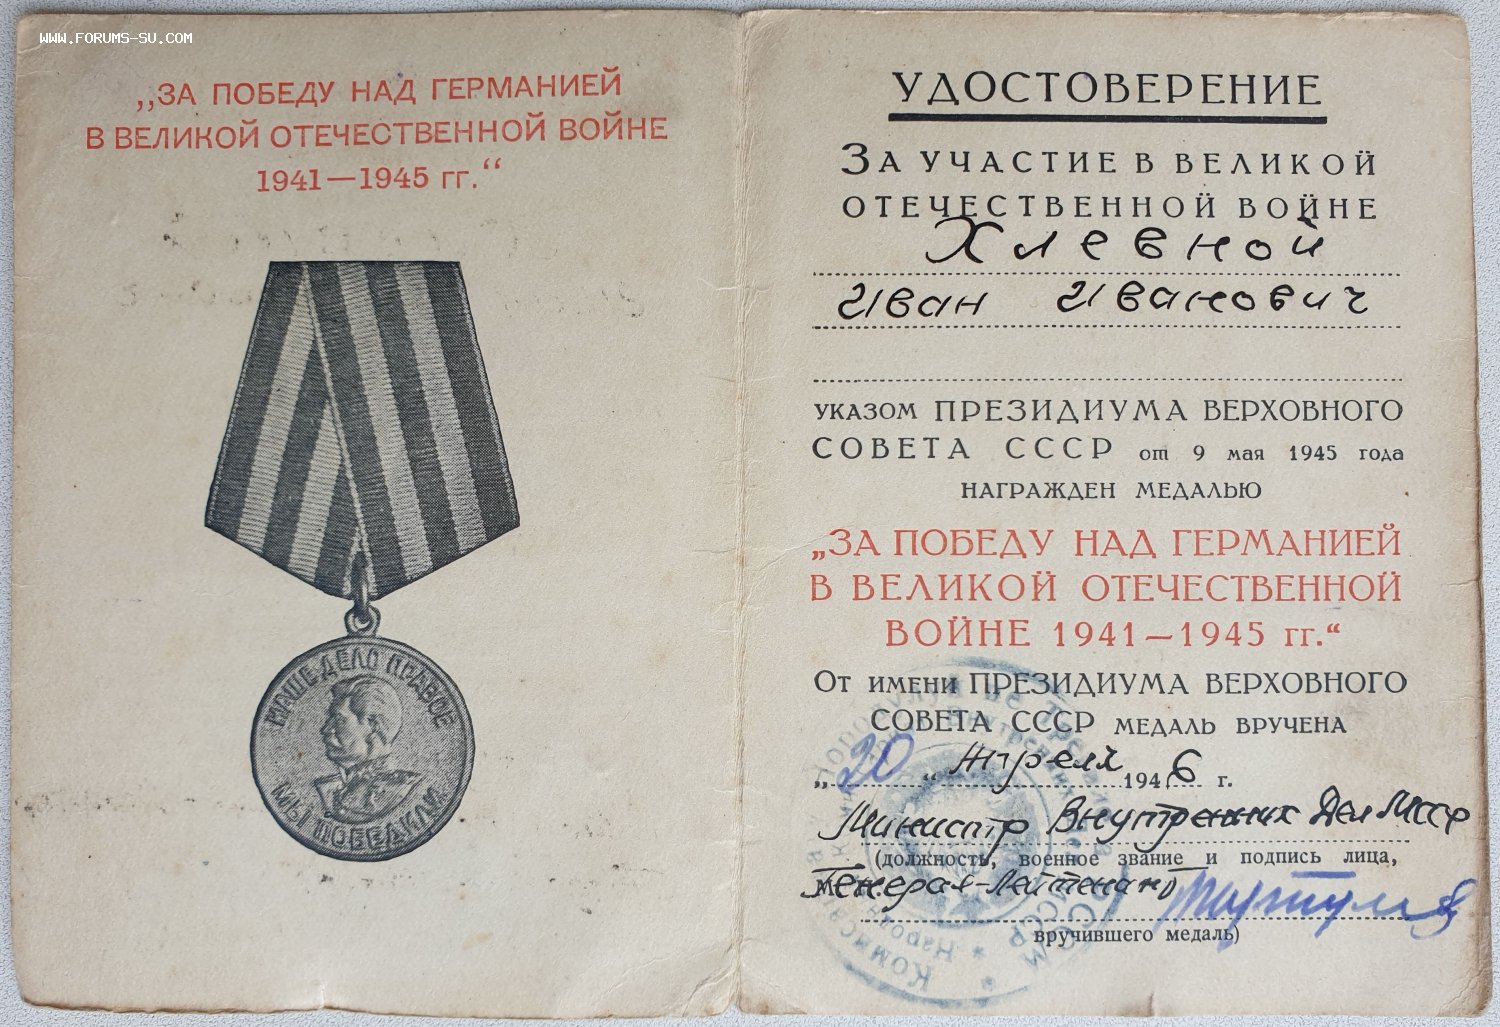 WWW.FORUMS-SU.COM
„ЗА ПОБЕДУ НАД ГЕРМАНИЕЙ
В ВЕЛИКОЙ ОТЕЧЕСТВЕННОЙ ВОЙНЕ
1941—1945 гг.“
НАШЕ ДЕЛО ПРАВОЕ
МЫ ПОБЕДИЛИ
УДОСТОВЕРЕНИЕ
ЗА УЧАСТИЕ В ВЕЛИКОЙ
ОТЕЧЕСТВЕННОЙ ВОЙНЕ
Хлевной
Иван Иванович
УКАЗОМ ПРЕЗИДИУМА ВЕРХОВНОГО
СОВЕТА СССР от 9 мая 1945 года
НАГРАЖДЕН МЕДАЛЬЮ
„ЗА ПОБЕДУ НАД ГЕРМАНИЕЙ
В ВЕЛИКОЙ ОТЕЧЕСТВЕННОЙ
ВОЙНЕ 1941—1945 гг.“
ОТ ИМЕНИ ПРЕЗИДИУМА ВЕРХОВНОГО
СОВЕТА СССР МЕДАЛЬ ВРУЧЕНА
„20“ Апреля 1946 г.
Министр Внутренних Дел МССР
(должность, военное звание и подпись лица,
Генерал-Лейтенант
вручившего медаль)